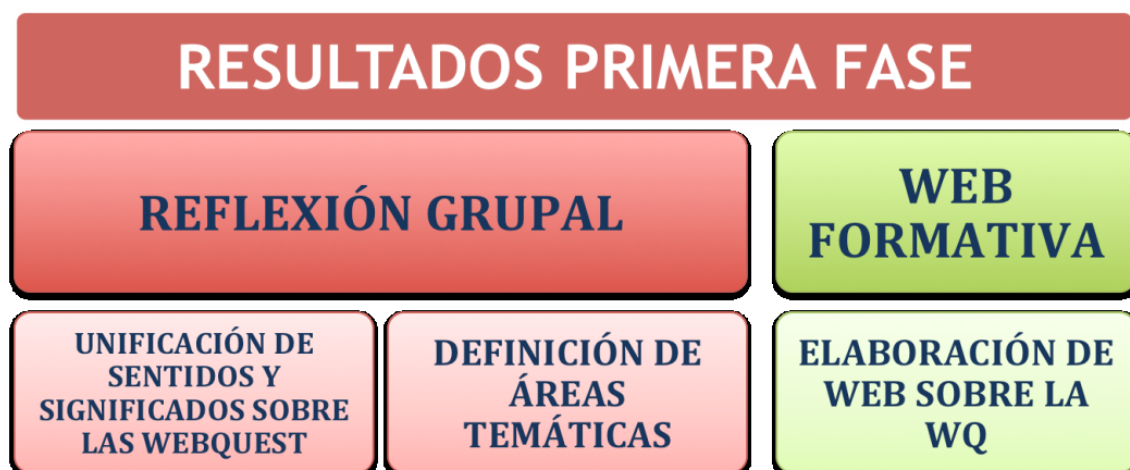 RESULTADOS PRIMERA FASE
REFLEXIÓN GRUPAL
WEB
FORMATIVA
UNIFICACIÓN DE
SENTIDOS Y
SIGNIFICADOS SOBRE
LAS WEBQUEST
DEFINICIÓN DE
ÁREAS
TEMÁTICAS
ELABORACIÓN DE
WEB SOBRE LA
WQ